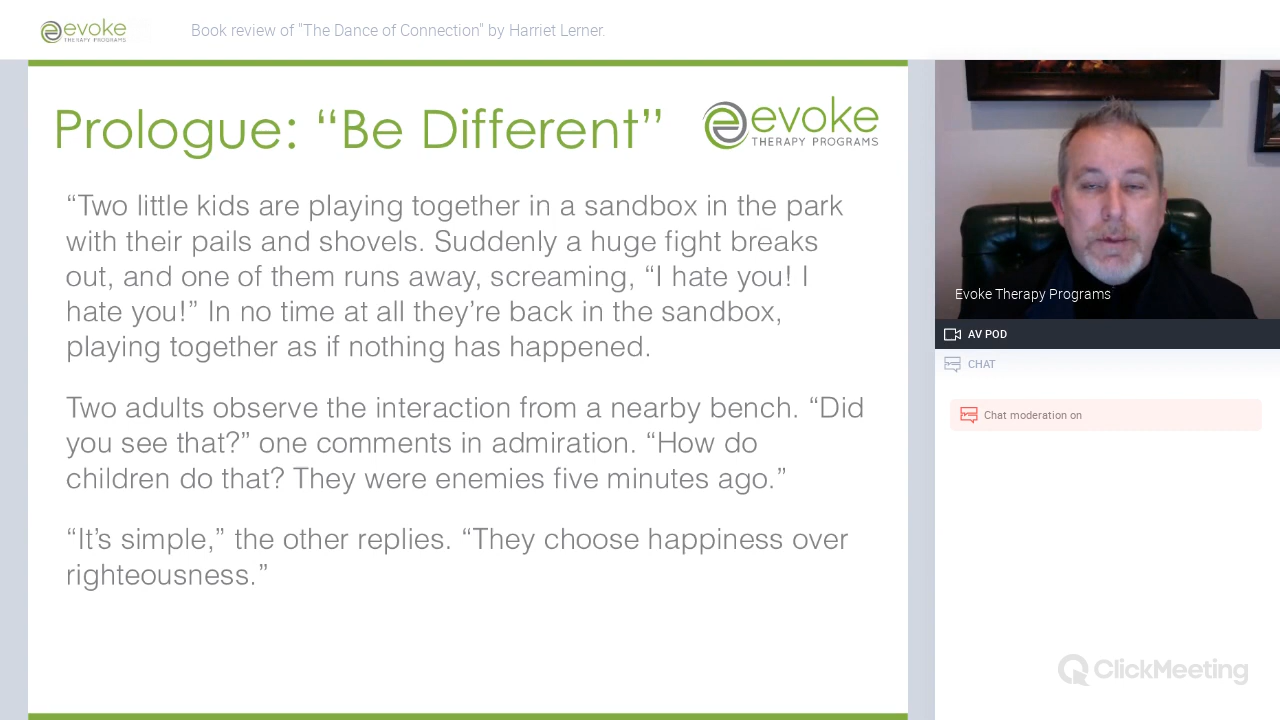 evoke
THERAPY PROGRAMS
Book review of "The Dance of Connection" by Harriet Lerner.
Prologue: “Be Different”
evoke
THERAPY PROGRAMS
“Two little kids are playing together in a sandbox in the park
with their pails and shovels. Suddenly a huge fight breaks
out, and one of them runs away, screaming, “I hate you! I
hate you!” In no time at all they’re back in the sandbox,
playing together as if nothing has happened.
Two adults observe the interaction from a nearby bench. “Did
you see that?” one comments in admiration. “How do
children do that? They were enemies five minutes ago.”
“It’s simple,” the other replies. “They choose happiness over
righteousness.”
Evoke Therapy Programs
AV POD
CHAT
Chat moderation on
ClickMeeting